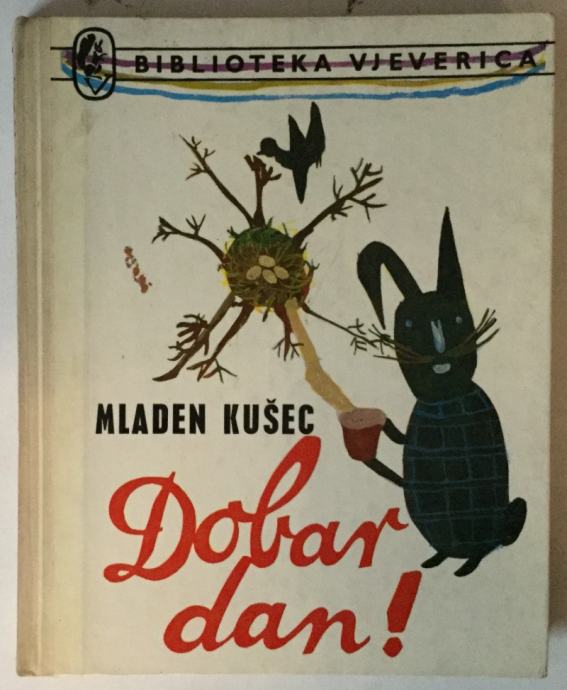 BIBLIOTEKA VJEVERICA
MLADEN KUŠEC
Dobar
dan!